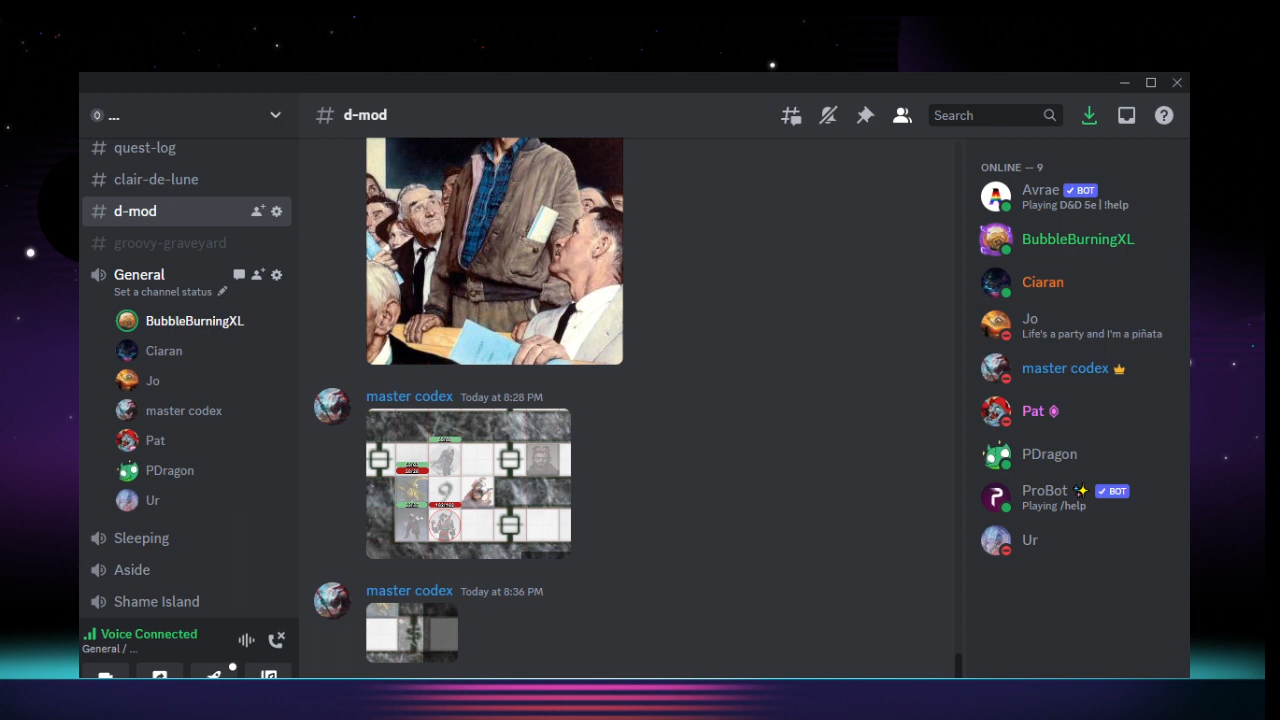 ...
d-mod
Search
quest-log
clair-de-lune
d-mod
groovy-graveyard
General
Set a channel status
BubbleBurningXL
Ciaran
Jo
master codex
Pat
PDragon
Ur
Sleeping
Aside
Shame Island
Voice Connected
General / ...
master codex Today at 8:28 PM
master codex Today at 8:36 PM
ONLINE — 9
Avrae BOT
Playing D&D 5e | !help
BubbleBurningXL
Ciaran
Jo
Life's a party and I'm a piñata
master codex
Pat
PDragon
ProBot ✨ BOT
Playing /help
Ur